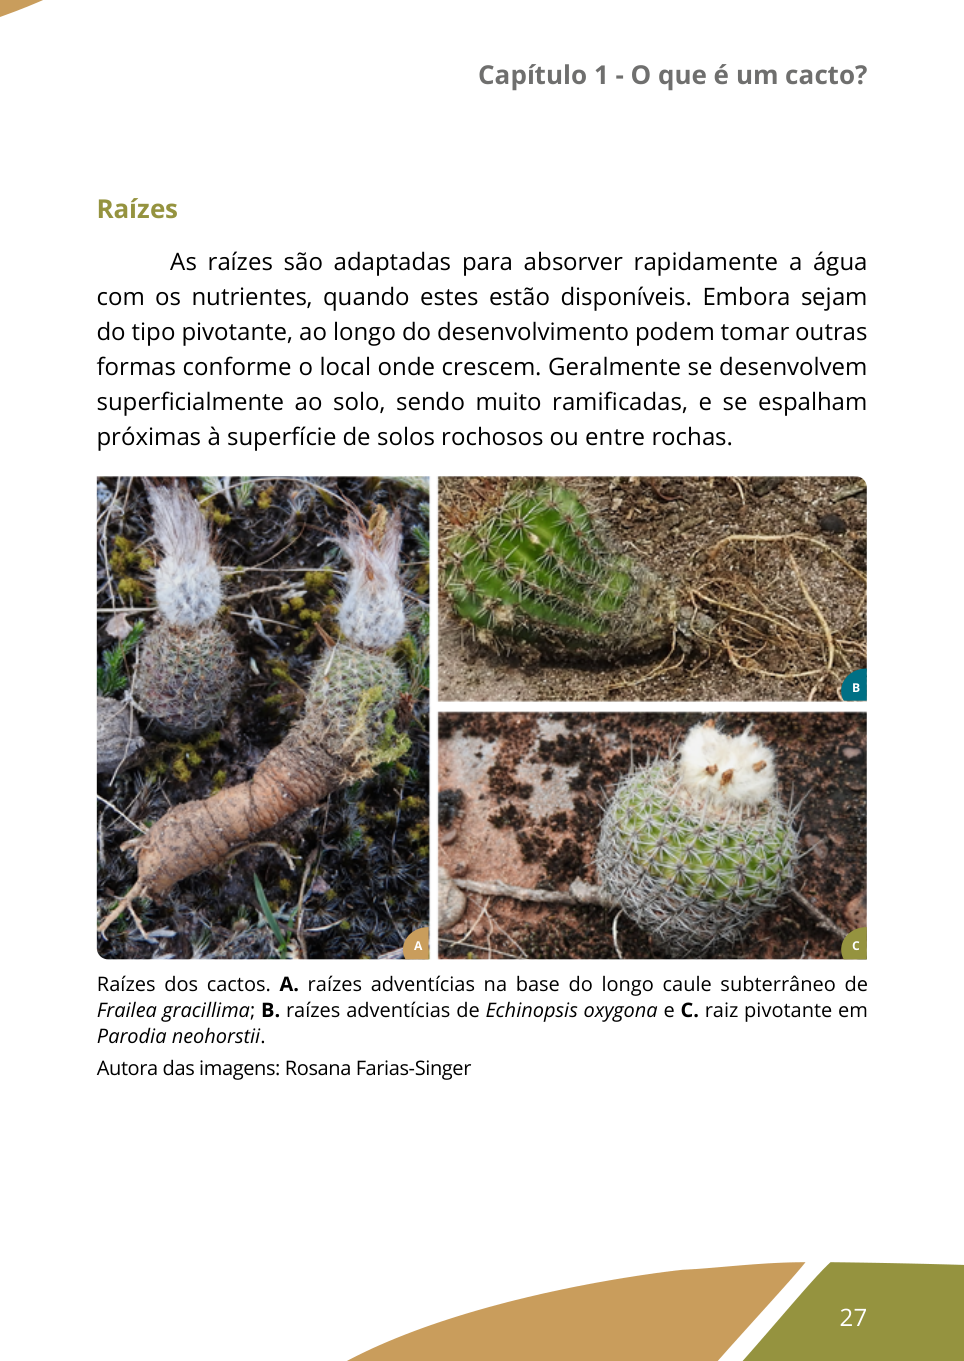 Capítulo 1 - O que é um cacto?
Raízes
As raízes são adaptadas para absorver rapidamente a água
com os nutrientes, quando estes estão disponíveis. Embora sejam
do tipo pivotante, ao longo do desenvolvimento podem tomar outras
formas conforme o local onde crescem. Geralmente se desenvolvem
superficialmente ao solo, sendo muito ramificadas, e se espalham
próximas à superfície de solos rochosos ou entre rochas.
A
B
C
Raízes dos cactos. A. raízes adventícias na base do longo caule subterrâneo de
Frailea gracillima; B. raízes adventícias de Echinopsis oxygona e C. raiz pivotante em
Parodia neohorstii.
Autora das imagens: Rosana Farias-Singer
27